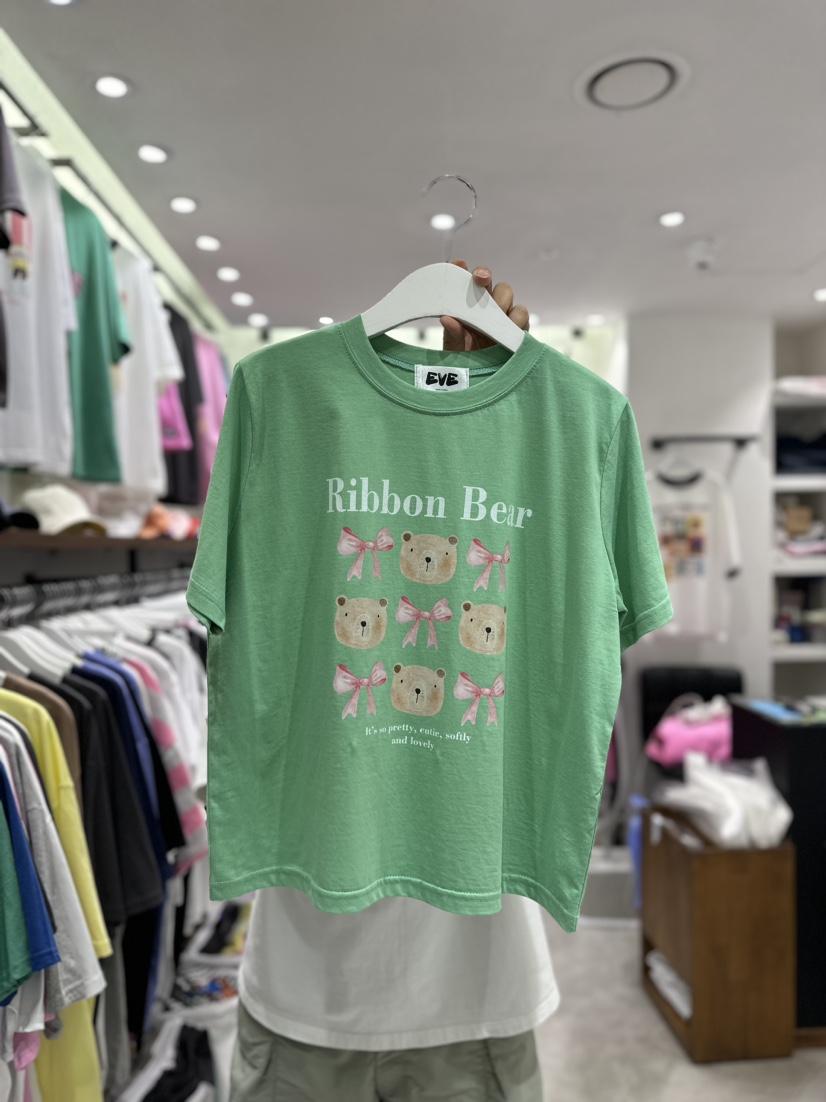 EVE
Ribbon Bear
It's so pretty, cutie, softly
and lovely